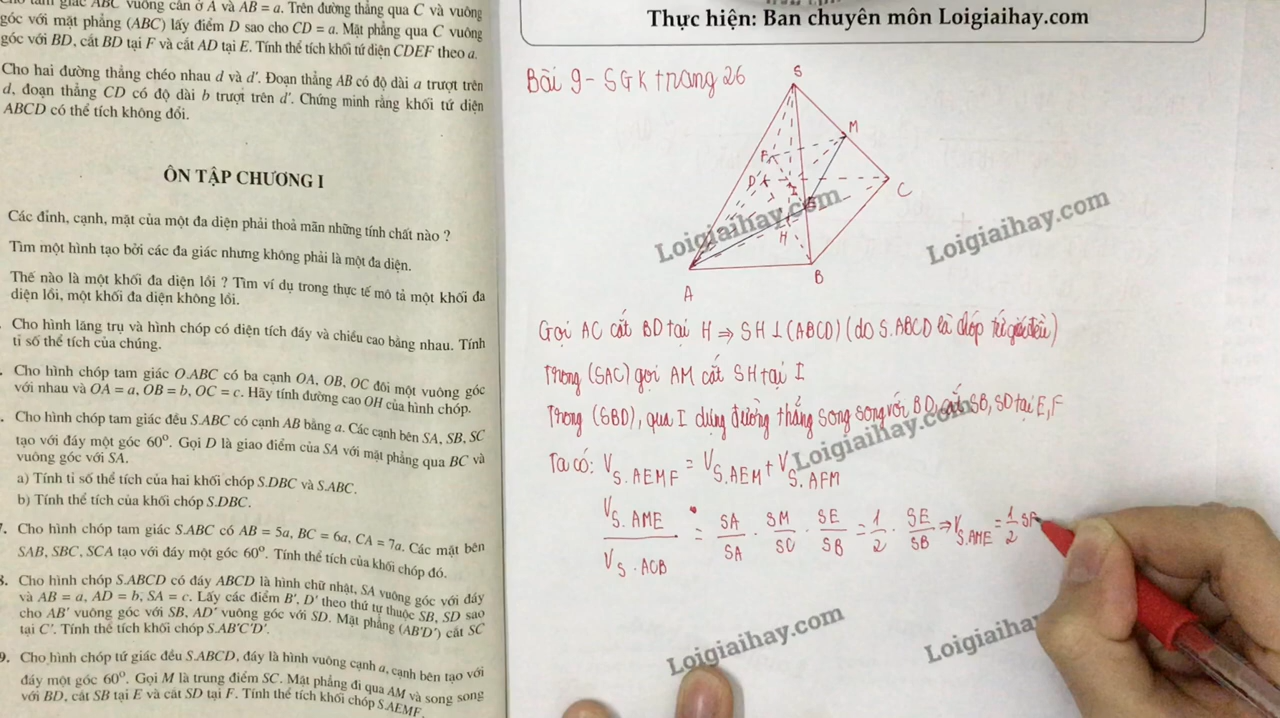 Cho tam giác ABC vuông cân ở A và AB = a. Trên đường thẳng qua C và vuông
góc với mặt phẳng (ABC) lấy điểm D sao cho CD = a. Mặt phẳng qua C vuông
góc với BD, cắt BD tại F và cắt AD tại E. Tính thể tích khối tứ diện CDEF theo a.
Cho hai đường thẳng chéo nhau d và d'. Đoạn thẳng AB có độ dài a trượt trên
d, đoạn thẳng CD có độ dài b trượt trên d'. Chứng minh rằng khối tứ diện
ABCD có thể tích không đổi.
ÔN TẬP CHƯƠNG I
Các đỉnh, cạnh, mặt của một đa diện phải thoả mãn những tính chất nào ?
Tìm một hình tạo bởi các đa giác nhưng không phải là một đa diện.
Thế nào là một khối đa diện lồi ? Tìm ví dụ trong thực tế mô tả một khối đa
diện lồi, một khối đa diện không lồi.
Cho hình lăng trụ và hình chóp có diện tích đáy và chiều cao bằng nhau. Tính
tỉ số thể tích của chúng.
Cho hình chóp tam giác O.ABC có ba cạnh OA, OB, OC đôi một vuông góc
với nhau và OA = a, OB = b, OC = c. Hãy tính đường cao OH của hình chóp.
Cho hình chóp tam giác đều S.ABC có cạnh AB bằng a. Các cạnh bên SA, SB, SC
tạo với đáy một góc 60°. Gọi D là giao điểm của SA với mặt phẳng qua BC và
vuông góc với SA.
a) Tính tỉ số thể tích của hai khối chóp S.DBC và S.ABC.
b) Tính thể tích của khối chóp S.DBC.
7. Cho hình chóp tam giác S.ABC có AB = 5a, BC = 6a, CA = 7a. Các mặt bên
SAB, SBC, SCA tạo với đáy một góc 60°. Tính thể tích của khối chóp đó.
8. Cho hình chóp S.ABCD có đáy ABCD là hình chữ nhật, SA vuông góc với đáy
và AB = a, AD = b, SA = c. Lấy các điểm B', D' theo thứ tự thuộc SB, SD sao
cho AB' vuông góc với SB, AD' vuông góc với SD. Mặt phẳng (AB'D') cắt SC
tại C'. Tính thể tích khối chóp S.AB'C'D'.
9. Cho hình chóp tứ giác đều S.ABCD, đáy là hình vuông cạnh a, cạnh bên tạo với
đáy một góc 60°. Gọi M là trung điểm SC. Mặt phẳng đi qua AM và song song
với BD, cắt SB tại E và cắt SD tại F. Tính thể tích khối chóp S.AEMF.
Thực hiện: Ban chuyên môn Loigiaihay.com
Bài 9 - SGK trang 26
S
M
F
D
I
E
C
H
B
A
Loigiaihay.com
Loigiaihay.com
Gọi AC cắt BD tại H ⇒ SH ⊥ (ABCD) (do S.ABCD là chóp tứ giác đều)
Trong (SAC) gọi AM cắt SH tại I
Trong (SBD), qua I dựng đường thẳng song song với BD, cắt SB, SD tại E, F
Loigiaihay.com
Ta có: V S.AEMF = V S.AEM + V S.AFM
V S.AME / V S.ACB = SA/SA . SM/SC . SE/SB = 1/2 . SE/SB ⇒ V S.AME = 1/2 SE
Loigiaihay.com
Loigiaihay